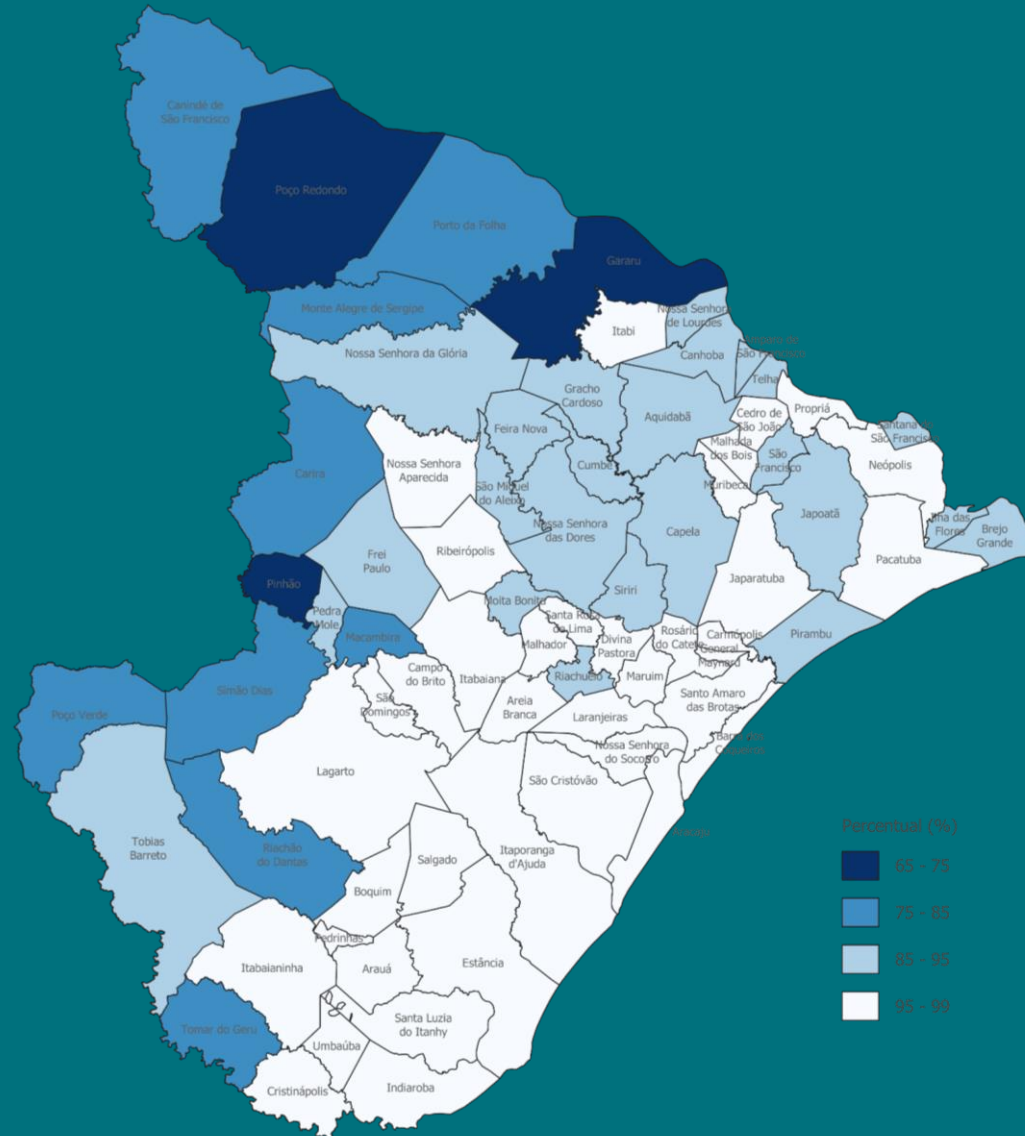 Canindé de
São Francisco
Poço Redondo
Porto da Folha
Gararu
Monte Alegre de Sergipe
Nossa Senhora
de Lourdes
Itabi
Nossa Senhora da Glória
Canhoba
Amparo de
São Francisco
Telha
Gracho
Cardoso
Aquidabã
Cedro de
São João
Propriá
Feira Nova
Santana do
São Francisco
Malhada
dos Bois
São
Francisco
Neópolis
Nossa Senhora
Aparecida
Cumbe
Carira
São Miguel
do Aleixo
Muribeca
Japoatã
Ilha das
Flores
Brejo
Grande
Nossa Senhora
das Dores
Capela
Ribeirópolis
Frei
Paulo
Pacatuba
Japaratuba
Pinhão
Siriri
Moita Bonita
Pedra
Mole
Santa Rosa
de Lima
Macambira
Malhador
Divina
Pastora
Rosário
do Catete
Carmópolis
General
Maynard
Pirambu
Campo
do Brito
Itabaiana
Riachuelo
Maruim
Simão Dias
São
Domingos
Areia
Branca
Santo Amaro
das Brotas
Poço Verde
Laranjeiras
Barra dos
Coqueiros
Nossa Senhora
do Socorro
Lagarto
São Cristóvão
Aracaju
Percentual (%)
65 - 75
75 - 85
85 - 95
95 - 99
Tobias
Barreto
Riachão
do Dantas
Itaporanga
d'Ajuda
Salgado
Boquim
Pedrinhas
Estância
Itabaianinha
Arauá
Santa Luzia
do Itanhy
Tomar do Geru
Umbaúba
Indiaroba
Cristinápolis